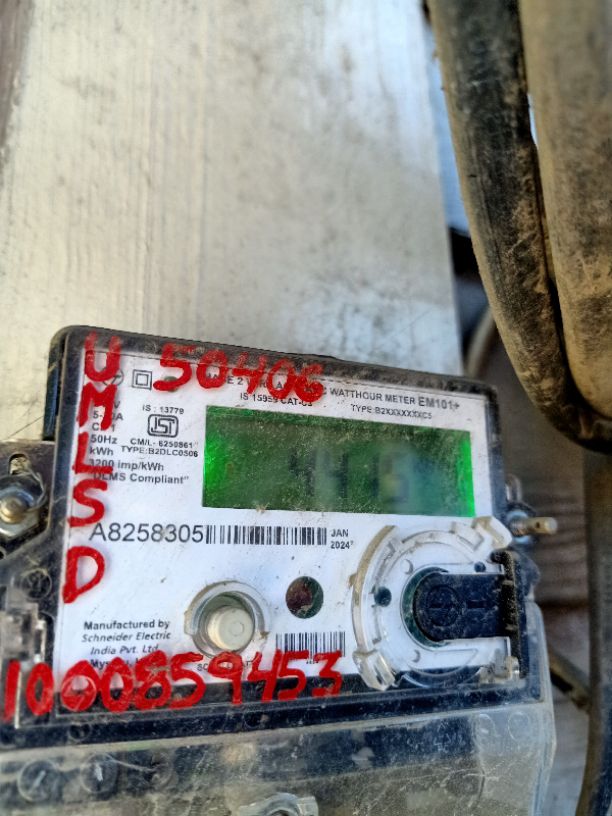 UMLSD
50406
WATTHOUR METER EM101+
IS 15959 CAT-C3
TYPE:B2XXXXXXXC5
IS : 13779
ISI
50Hz
CM/L- 6250861
kWh
TYPE:B2DLC0506
3200 imp/kWh
"DLMS Compliant"
A8258305
JAN
2024
Manufactured by
Schneider Electric
India Pvt. Ltd
1000859453